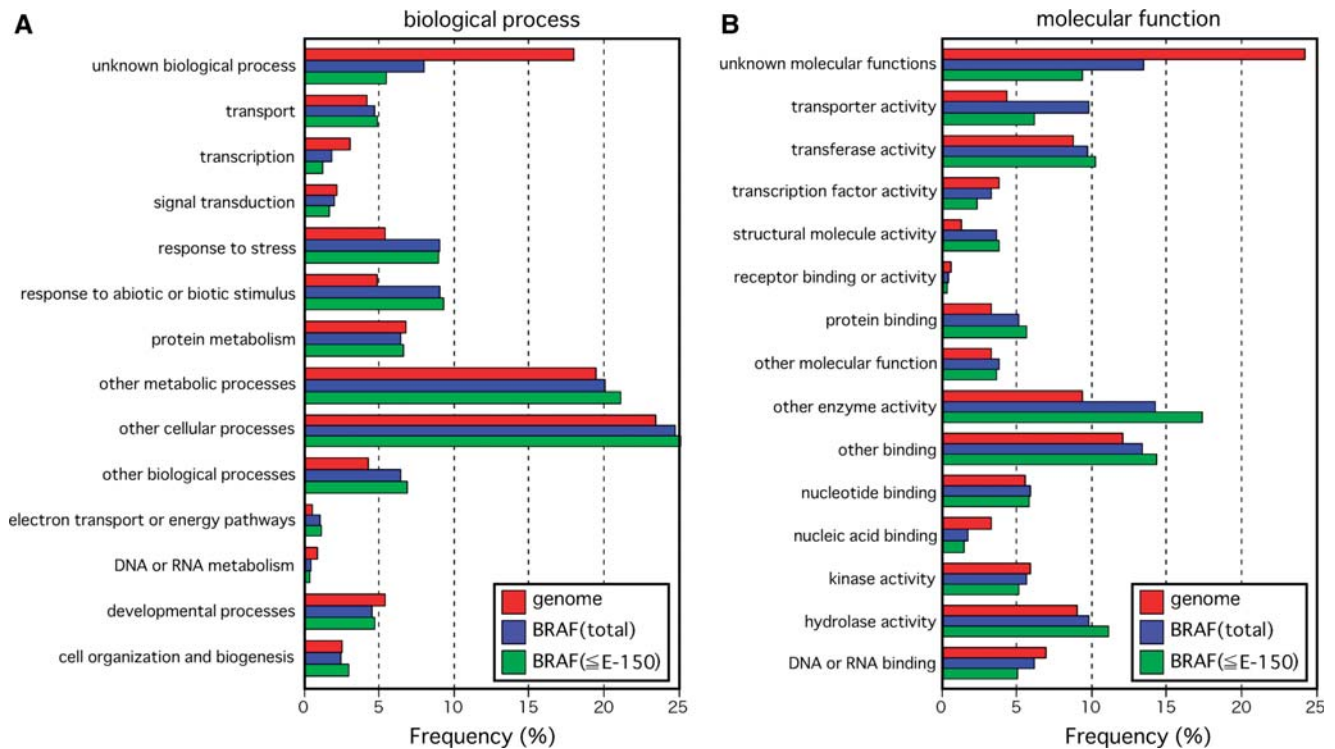 A
biological process
unknown biological process
transport
transcription
signal transduction
response to stress
response to abiotic or biotic stimulus
protein metabolism
other metabolic processes
other cellular processes
other biological processes
electron transport or energy pathways
DNA or RNA metabolism
developmental processes
cell organization and biogenesis
genome
BRAF(total)
BRAF(≦E-150)
0 5 10 15 20 25
Frequency (%)
B
molecular function
unknown molecular functions
transporter activity
transferase activity
transcription factor activity
structural molecule activity
receptor binding or activity
protein binding
other molecular function
other enzyme activity
other binding
nucleotide binding
nucleic acid binding
kinase activity
hydrolase activity
DNA or RNA binding
genome
BRAF(total)
BRAF(≦E-150)
0 5 10 15 20 25
Frequency (%)